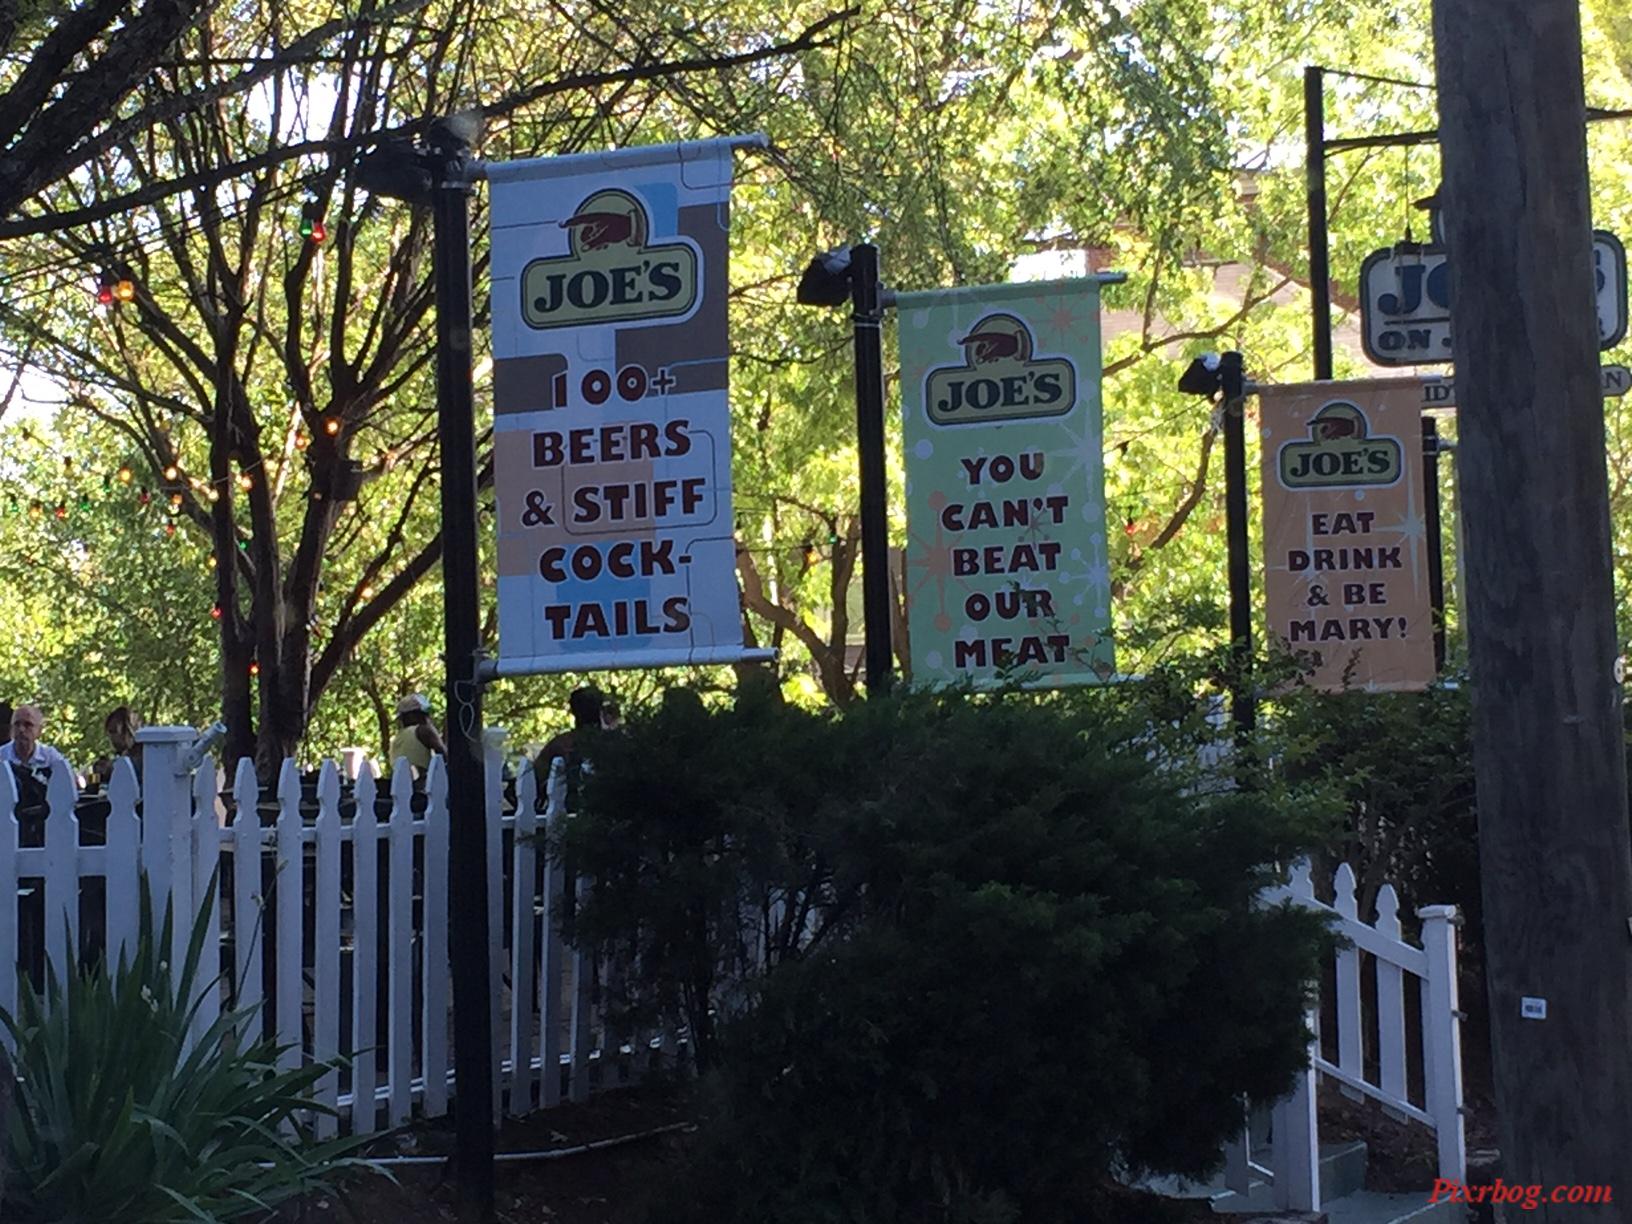 JOE'S
100+
BEERS
& STIFF
COCK-
TAILS
JOE'S
YOU
CAN'T
BEAT
OUR
MEAT
JOE'S
EAT
DRINK
& BE
MARY!
ON
Pixrbog.com